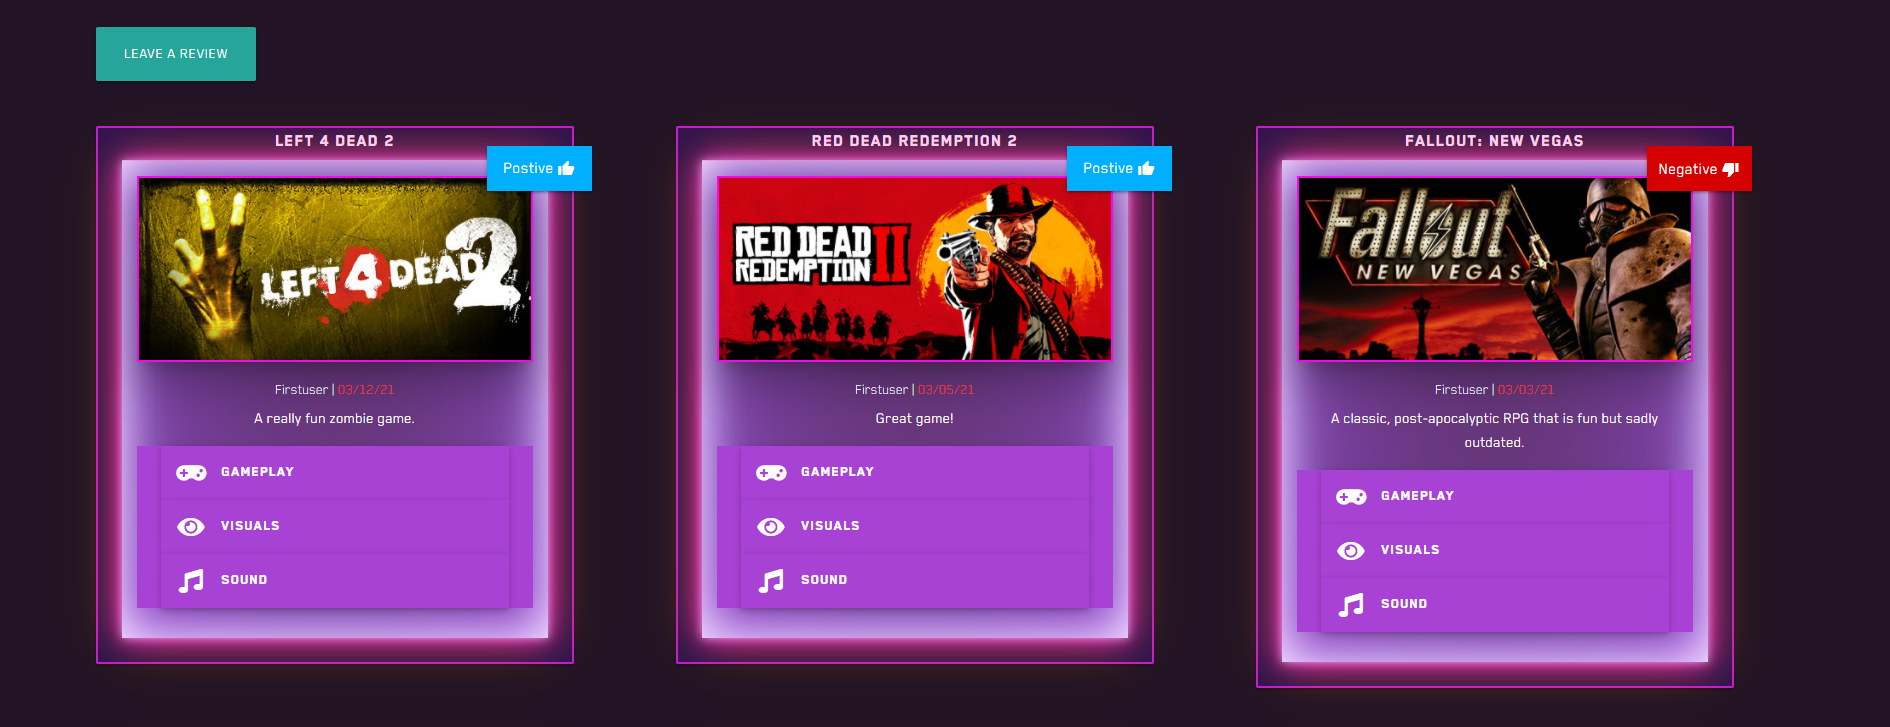 LEAVE A REVIEW
LEFT 4 DEAD 2
Postive
LEFT 4 DEAD 2
Firstuser | 03/12/21
A really fun zombie game.
GAMEPLAY
VISUALS
SOUND
RED DEAD REDEMPTION 2
Postive
RED DEAD
REDEMPTION II
Firstuser | 03/05/21
Great game!
GAMEPLAY
VISUALS
SOUND
FALLOUT: NEW VEGAS
Negative
Fallout
NEW VEGAS
Firstuser | 03/03/21
A classic, post-apocalyptic RPG that is fun but sadly
outdated.
GAMEPLAY
VISUALS
SOUND